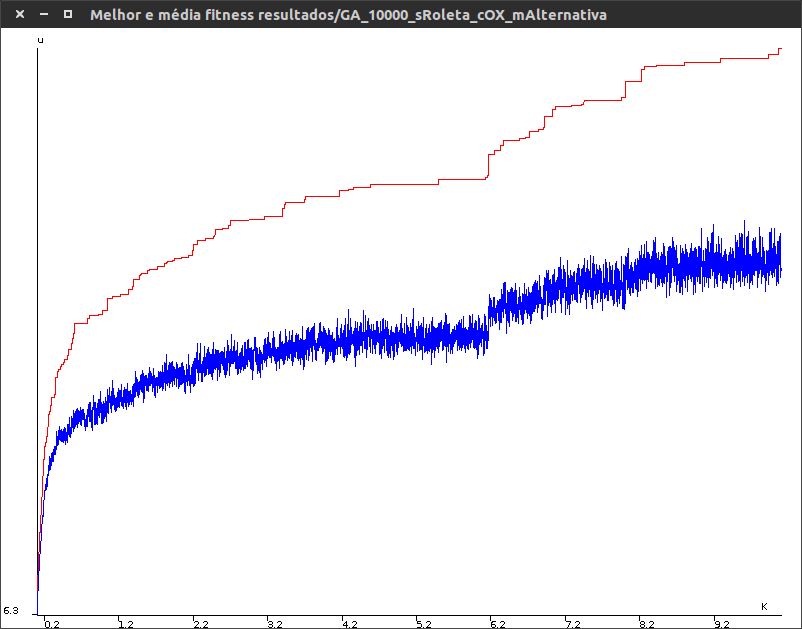 Melhor e média fitness resultados/GA_10000_sRoleta_cOX_mAlternativa
u
K
6.3
0.2 1.2 2.2 3.2 4.2 5.2 6.2 7.2 8.2 9.2